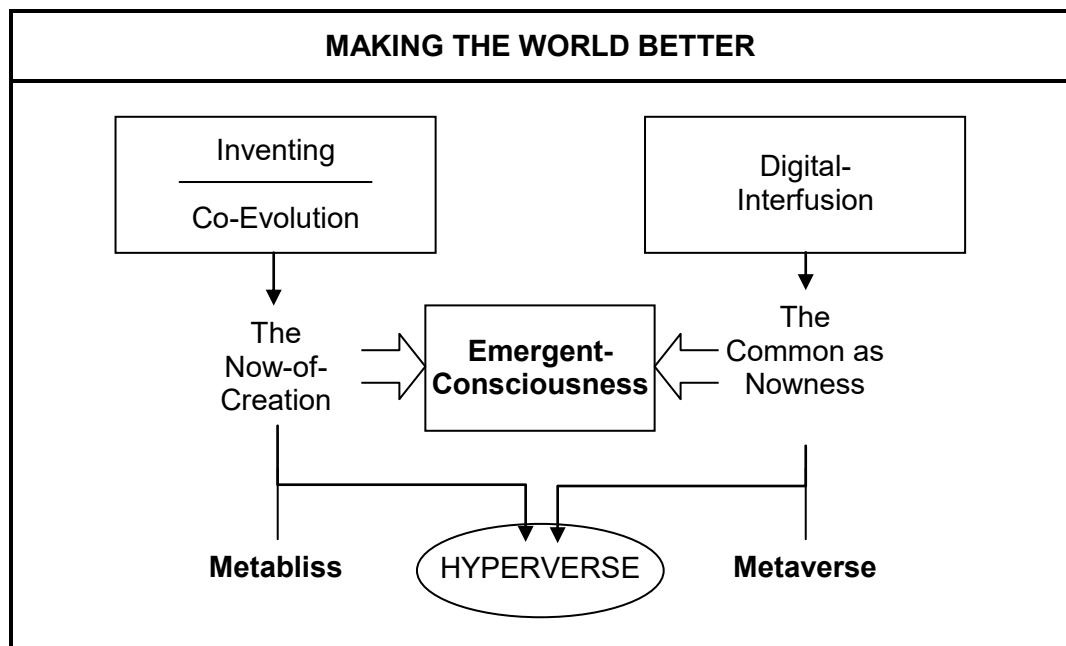 MAKING THE WORLD BETTER
Inventing
Co-Evolution
Digital-
Interfusion
The
Now-of-
Creation
Emergent-
Consciousness
The
Common as
Nowness
Metabliss
HYPERVERSE
Metaverse